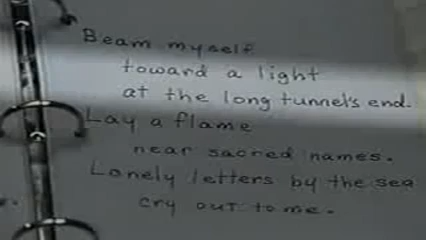 Beam myself
toward a light
at the long tunnel's end.
Lay a flame
near sacred names.
Lonely letters by the sea
cry out to me.